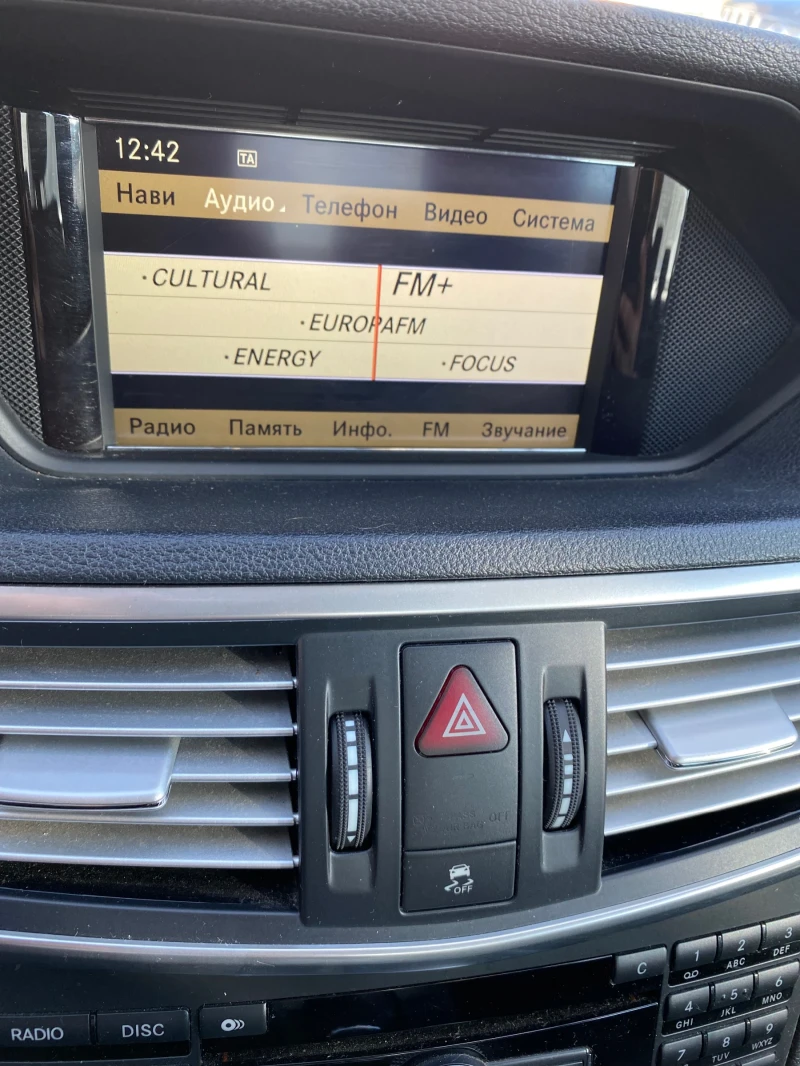 12:42 TA
Нави Аудио Телефон Видео Система
·CULTURAL FM+
·EUROPAFM
·ENERGY ·FOCUS
Радио Память Инфо. FM Звучание
OFF
OFF
C 1 2 ABC 3 DEF
4 GHI 5 JKL 6 MNO
7 8 TUV 9 WXYZ
RADIO DISC